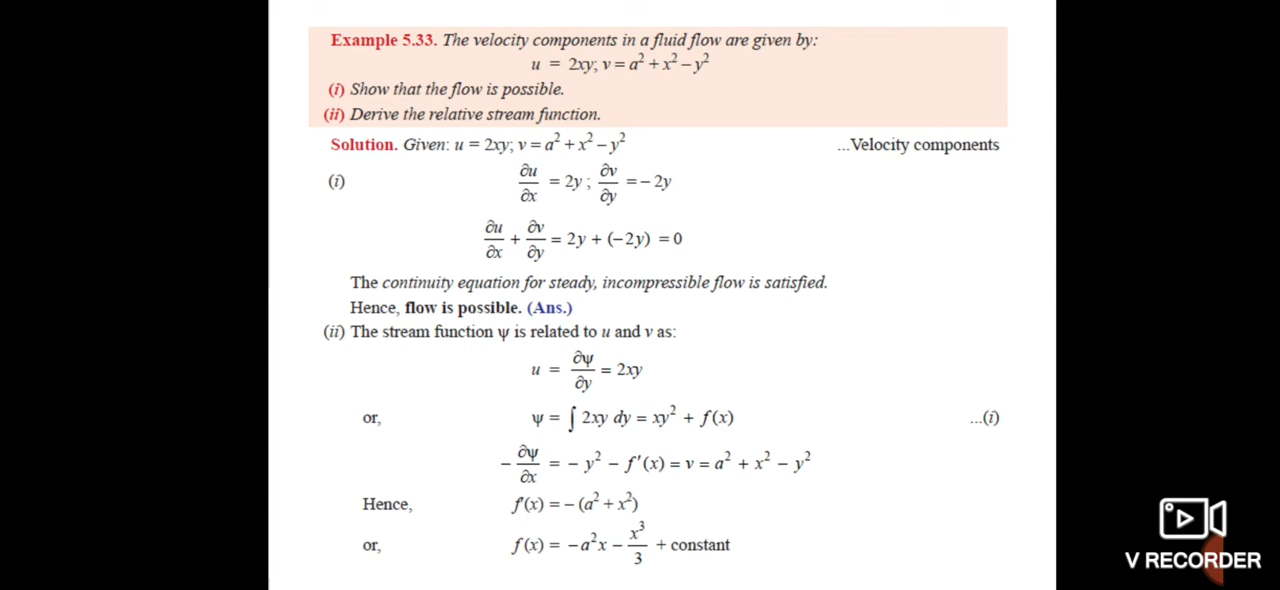 Example 5.33. The velocity components in a fluid flow are given by:
u = 2xy; v = a² + x² – y²
(i) Show that the flow is possible.
(ii) Derive the relative stream function.
Solution. Given: u = 2xy; v = a² + x² – y² ...Velocity components
(i) ∂u/∂x = 2y ; ∂v/∂y = – 2y
∂u/∂x + ∂v/∂y = 2y + (–2y) = 0
The continuity equation for steady, incompressible flow is satisfied.
Hence, flow is possible. (Ans.)
(ii) The stream function ψ is related to u and v as:
u = ∂ψ/∂y = 2xy
or, ψ = ∫ 2xy dy = xy² + f(x) ...(i)
– ∂ψ/∂x = – y² – f′(x) = v = a² + x² – y²
Hence, f′(x) = – (a² + x²)
or, f(x) = –a²x – x³/3 + constant
V RECORDER